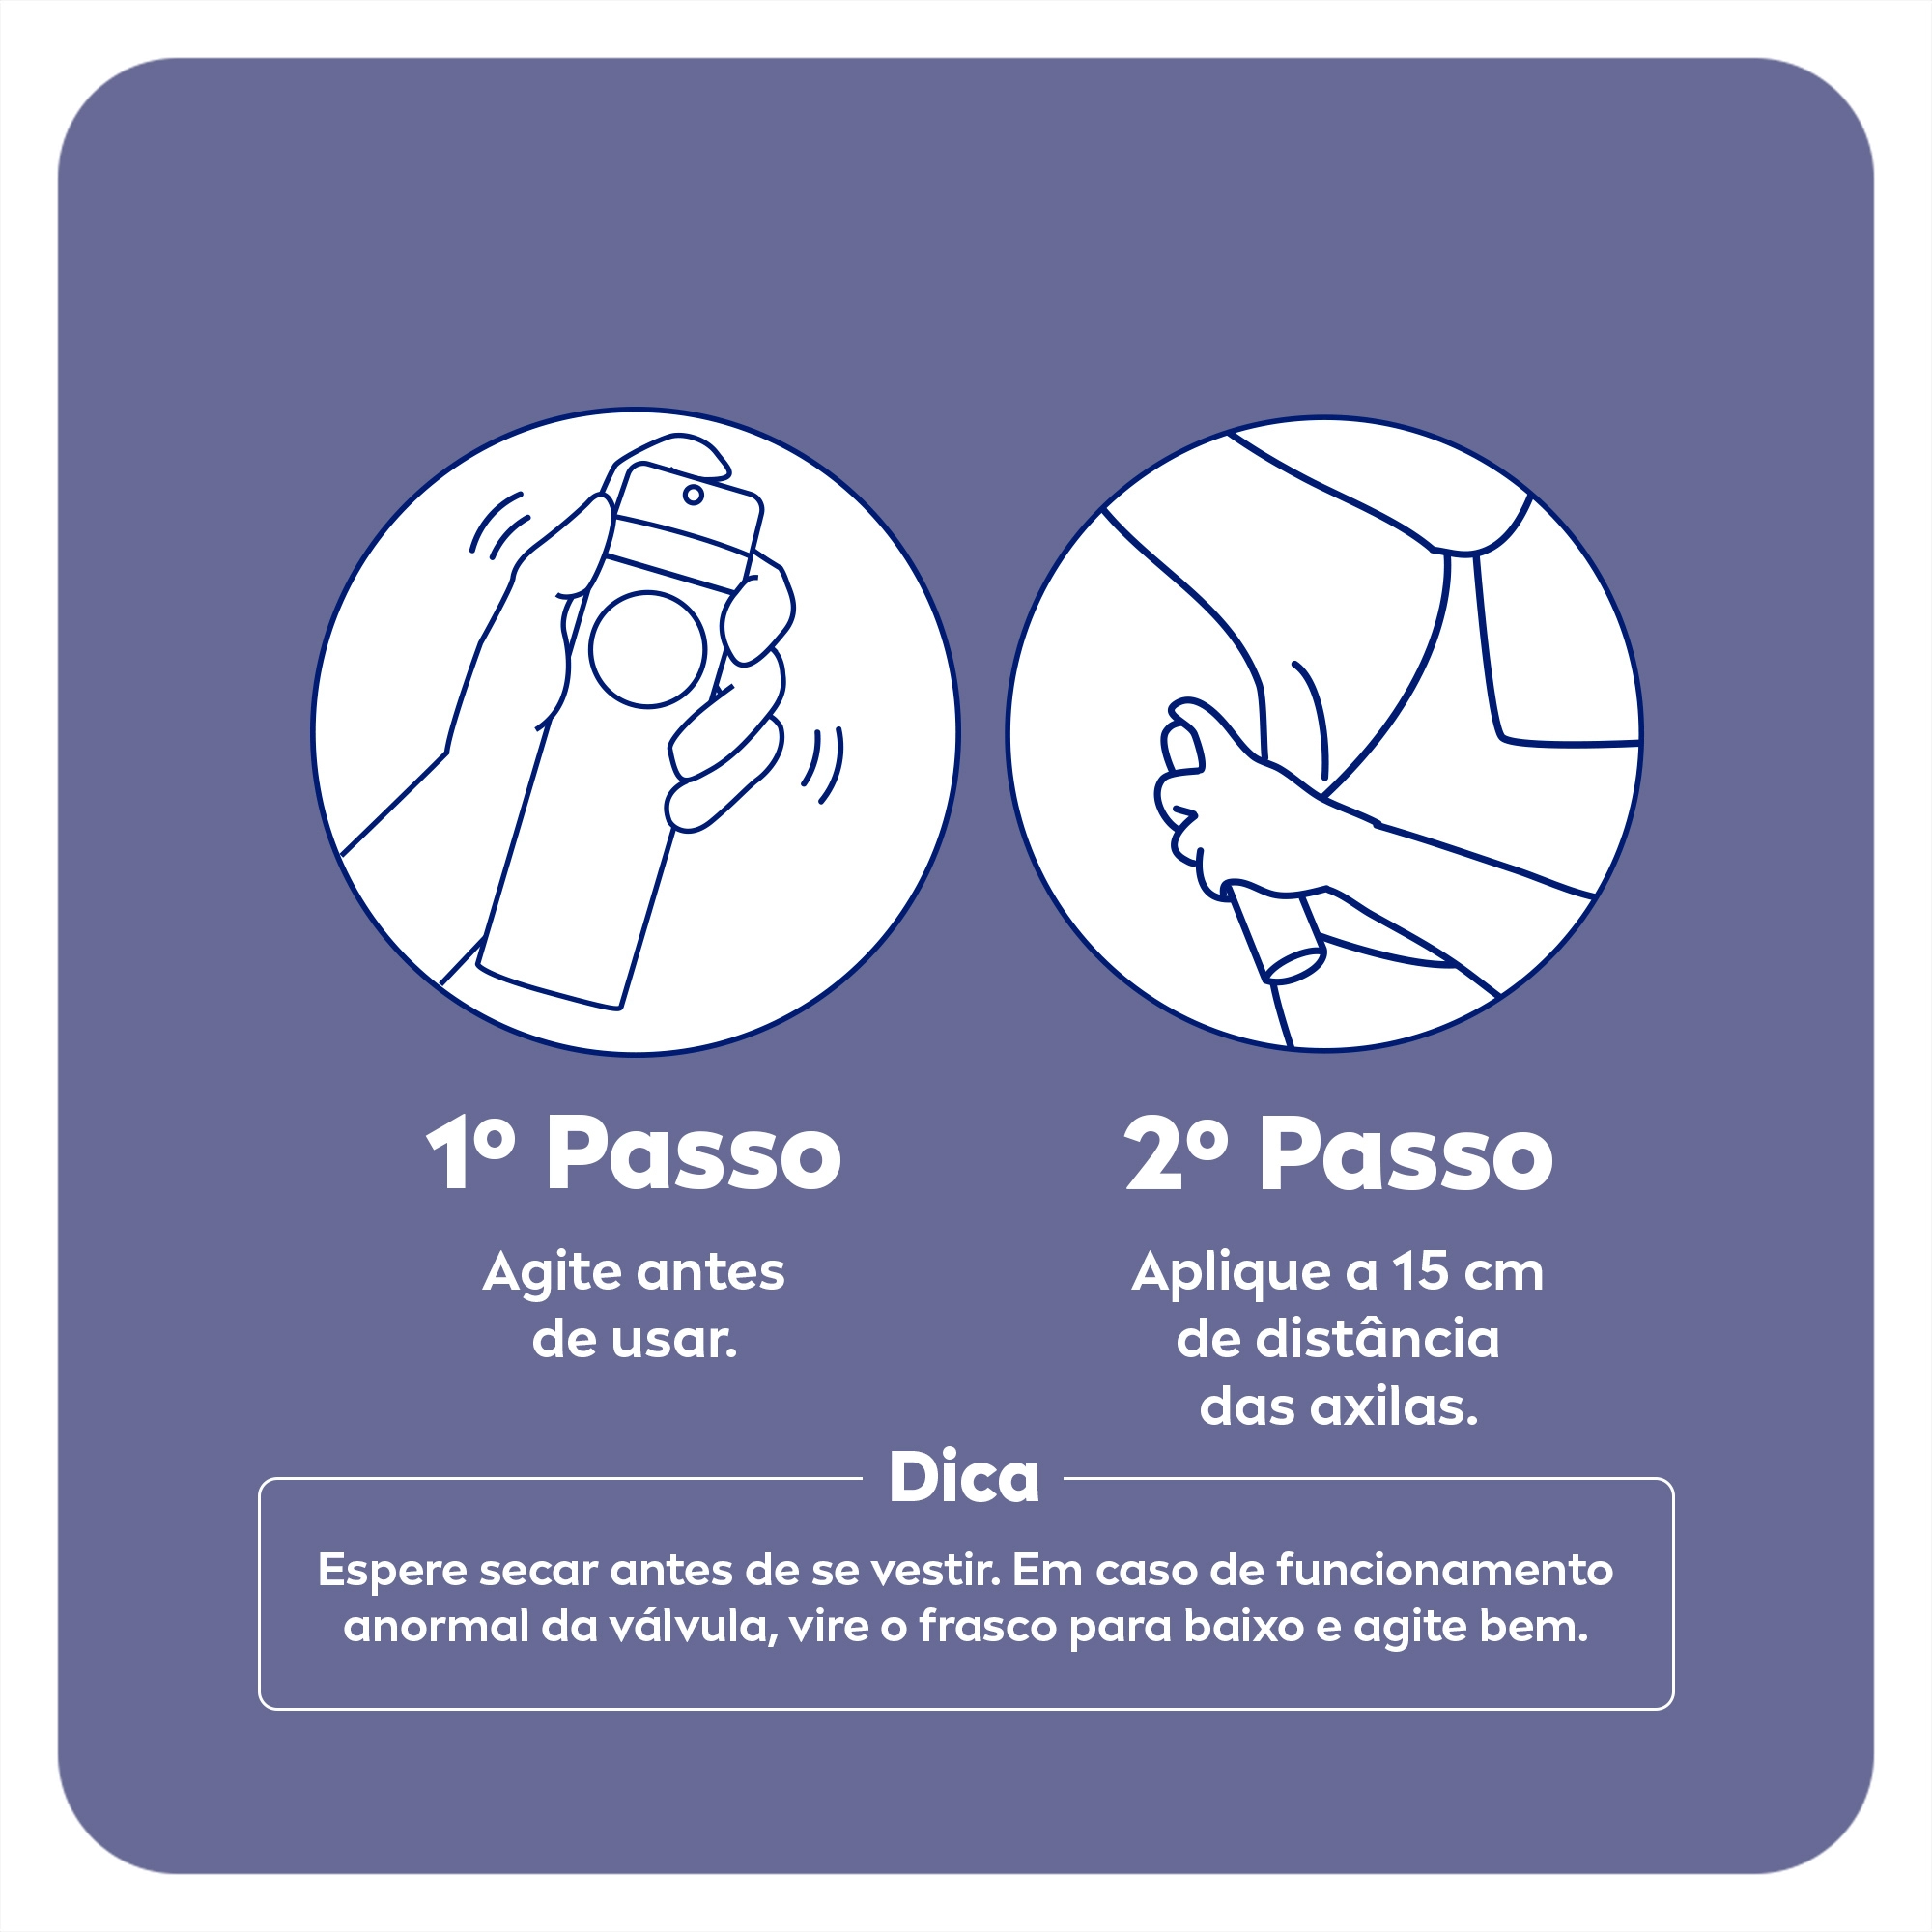 1º Passo
Agite antes
de usar.
2º Passo
Aplique a 15 cm
de distância
das axilas.
Dica
Espere secar antes de se vestir. Em caso de funcionamento
anormal da válvula, vire o frasco para baixo e agite bem.